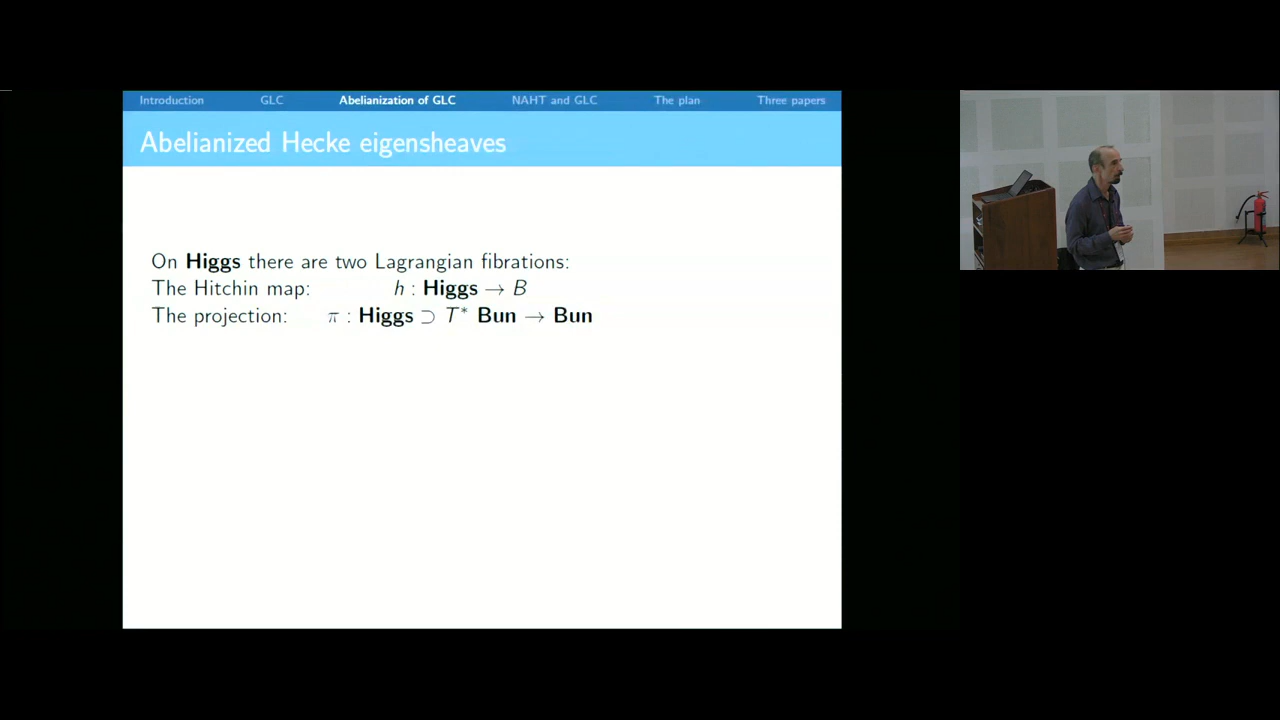 Introduction GLC Abelianization of GLC NAHT and GLC The plan Three papers
Abelianized Hecke eigensheaves
On Higgs there are two Lagrangian fibrations:
The Hitchin map: h : Higgs → B
The projection: π : Higgs ⊃ T* Bun → Bun